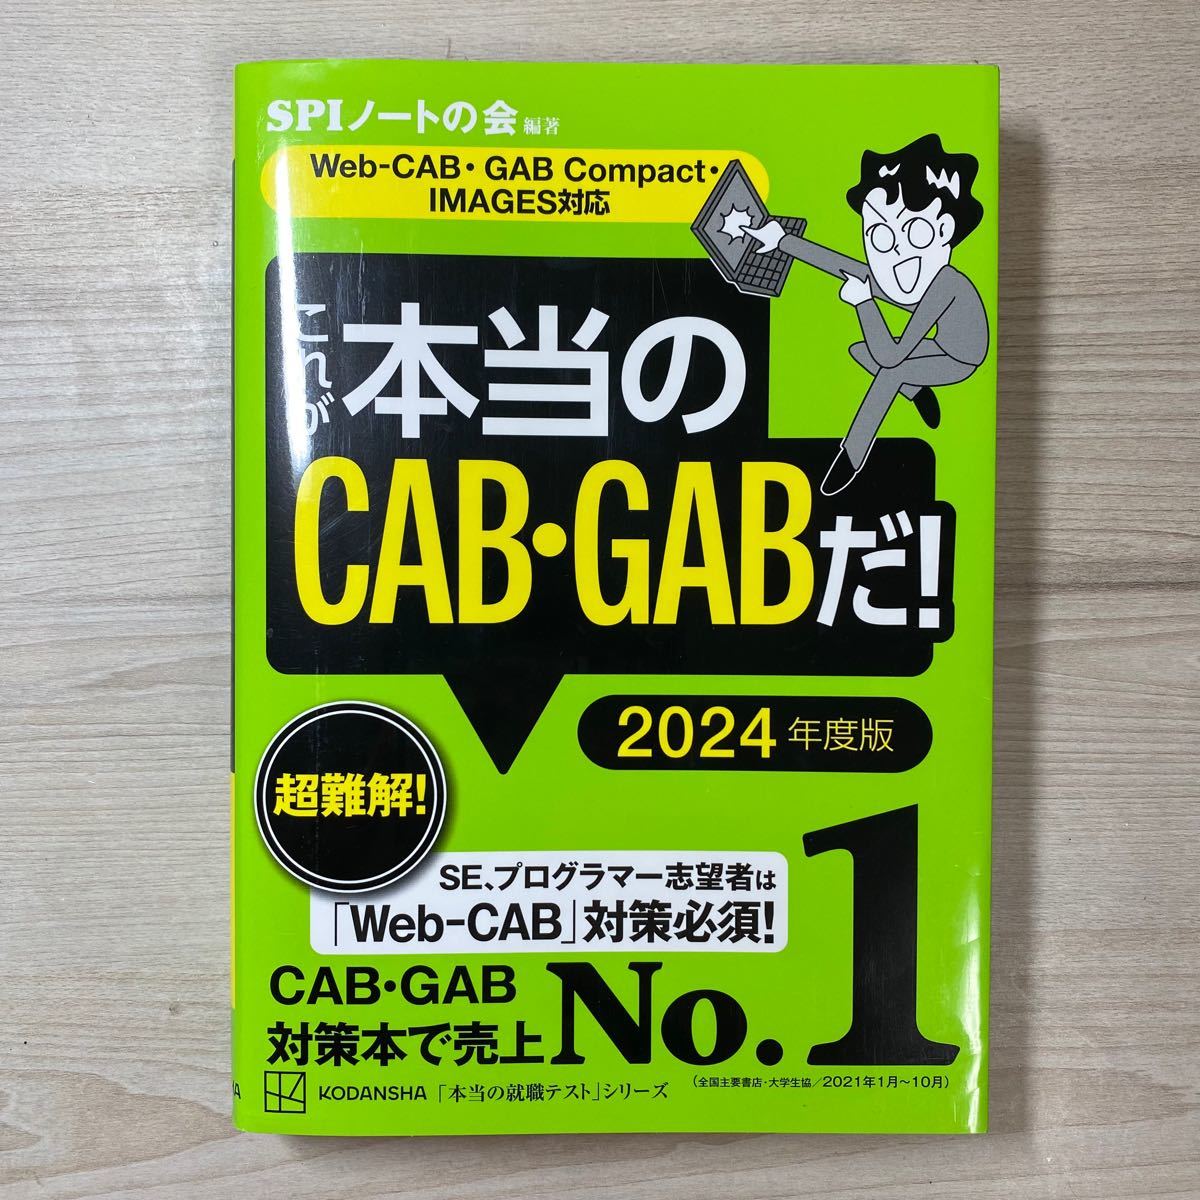 SPIノートの会 編著
Web-CAB・GAB Compact・
IMAGES対応
これが
本当の
CAB・GABだ!
2024年度版
超難解!
SE、プログラマー志望者は
「Web-CAB」対策必須!
CAB・GAB
対策本で売上
No.1
(全国主要書店・大学生協/2021年1月〜10月)
KODANSHA「本当の就職テスト」シリーズ